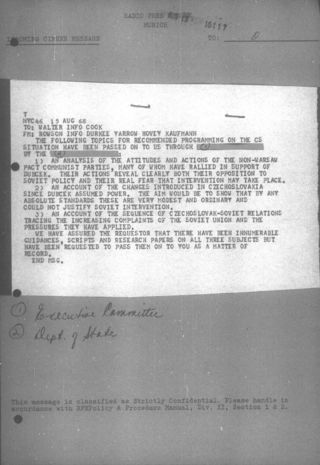 RADIO FREE
MUNICH
INCOMING CIPHER MESSAGE
TO:
T
NYC46 15 AUG 68
TO: WALTER INFO COOK
FM: ROWSON INFO DURKEE YARROW HOVEY KAUFMANN
THE FOLLOWING TOPICS FOR RECOMMENDED PROGRAMMING ON THE CS
SITUATION HAVE BEEN PASSED ON TO US THROUGH
BY THE
1) AN ANALYSIS OF THE ATTITUDES AND ACTIONS OF THE NON-WARSAW
PACT COMMUNIST PARTIES, MANY OF WHOM HAVE RALLIED IN SUPPORT OF
DUBCEK. THEIR ACTIONS REVEAL CLEARLY BOTH THEIR OPPOSITION TO
SOVIET POLICY AND THEIR REAL FEAR THAT INTERVENTION MAY TAKE PLACE.
2) AN ACCOUNT OF THE CHANGES INTRODUCED IN CZECHOSLOVAKIA
SINCE DUBCEK ASSUMED POWER. THE AIM WOULD BE TO SHOW THAT BY ANY
ABSOLUTE STANDARDS THESE ARE VERY MODEST AND ORDINARY AND
COULD NOT JUSTIFY SOVIET INTERVENTION.
3) AN ACCOUNT OF THE SEQUENCE OF CZECHOSLOVAK-SOVIET RELATIONS
TRACING THE INCREASING COMPLAINTS OF THE SOVIET UNION AND THE
PRESSURES THEY HAVE APPLIED.
WE HAVE ASSURED THE REQUESTOR THAT THERE HAVE BEEN INNUMERABLE
GUIDANCES, SCRIPTS AND RESEARCH PAPERS ON ALL THREE SUBJECTS BUT
HAVE BEEN REQUESTED TO PASS THEM ON TO YOU AS A MATTER OF
RECORD.
END MSG.
① Executive Committee
② Dept. of State
This message is classified as Strictly Confidential. Please handle in
accordance with RFEPolicy & Procedure Manual, Div. II, Section 1 & 2.